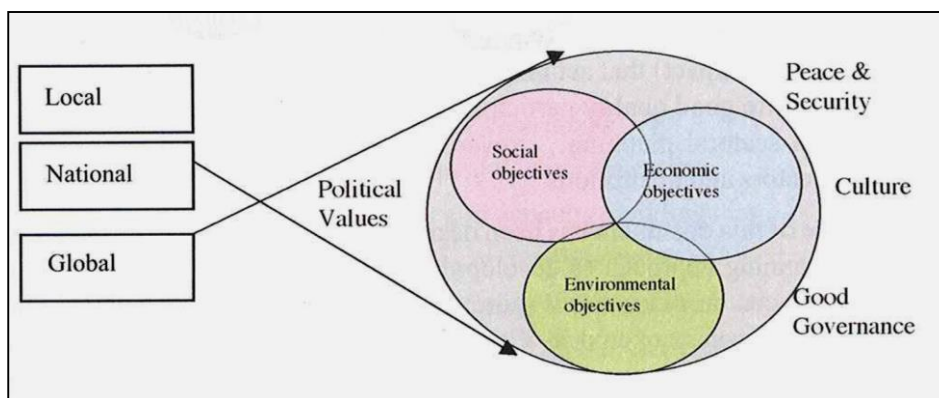 Local
National
Global
Political
Values
Social
objectives
Economic
objectives
Environmental
objectives
Peace &
Security
Culture
Good
Governance